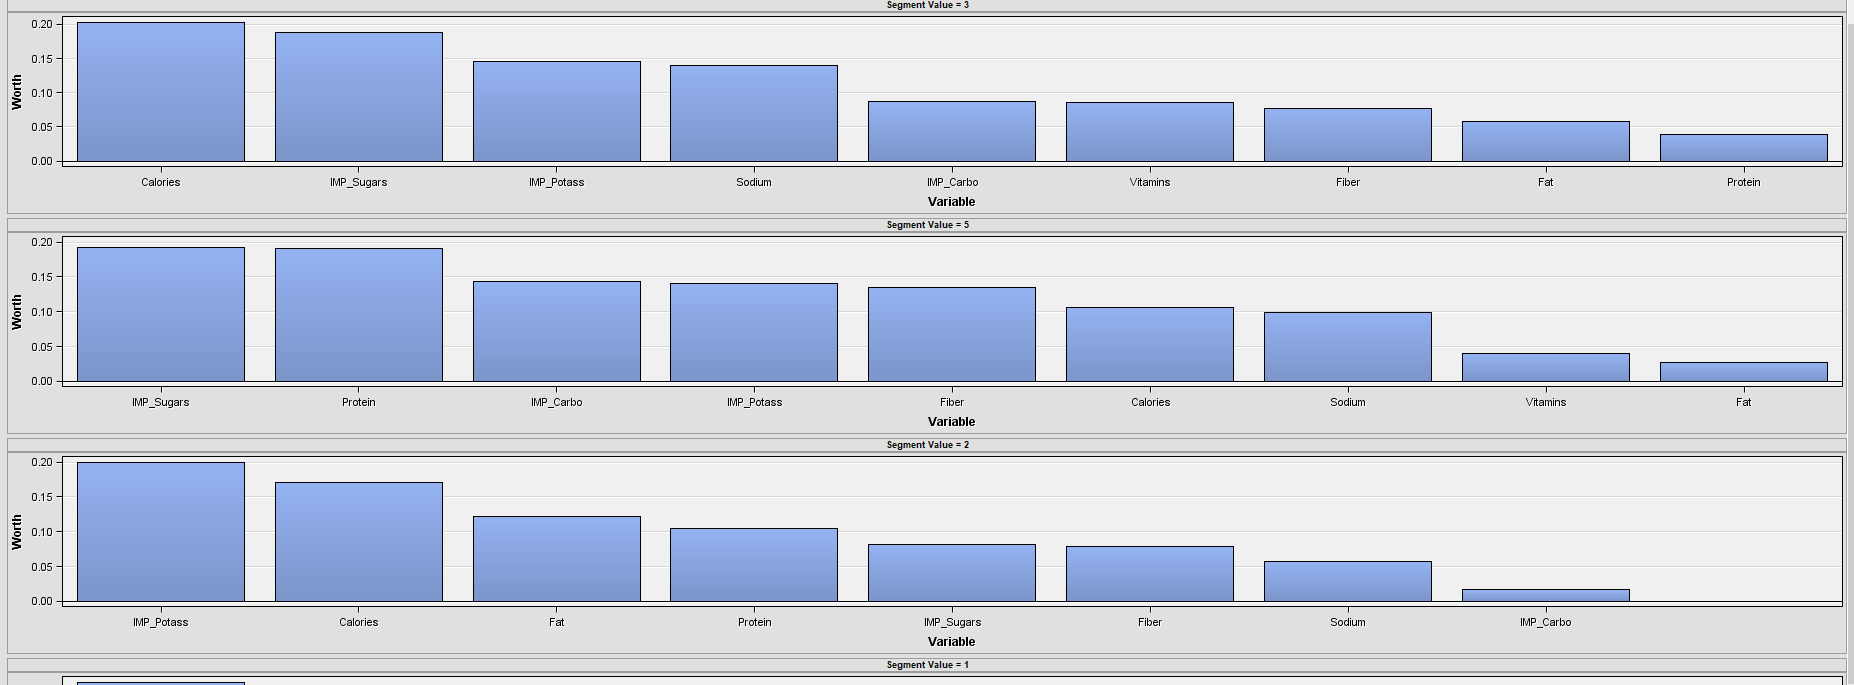 Segment Value = 3
0.20
0.15
0.10
0.05
0.00
Worth
Calories IMP_Sugars IMP_Potass Sodium IMP_Carbo Vitamins Fiber Fat Protein
Variable
Segment Value = 5
0.20
0.15
0.10
0.05
0.00
Worth
IMP_Sugars Protein IMP_Carbo IMP_Potass Fiber Calories Sodium Vitamins Fat
Variable
Segment Value = 2
0.20
0.15
0.10
0.05
0.00
Worth
IMP_Potass Calories Fat Protein IMP_Sugars Fiber Sodium IMP_Carbo
Variable
Segment Value = 1